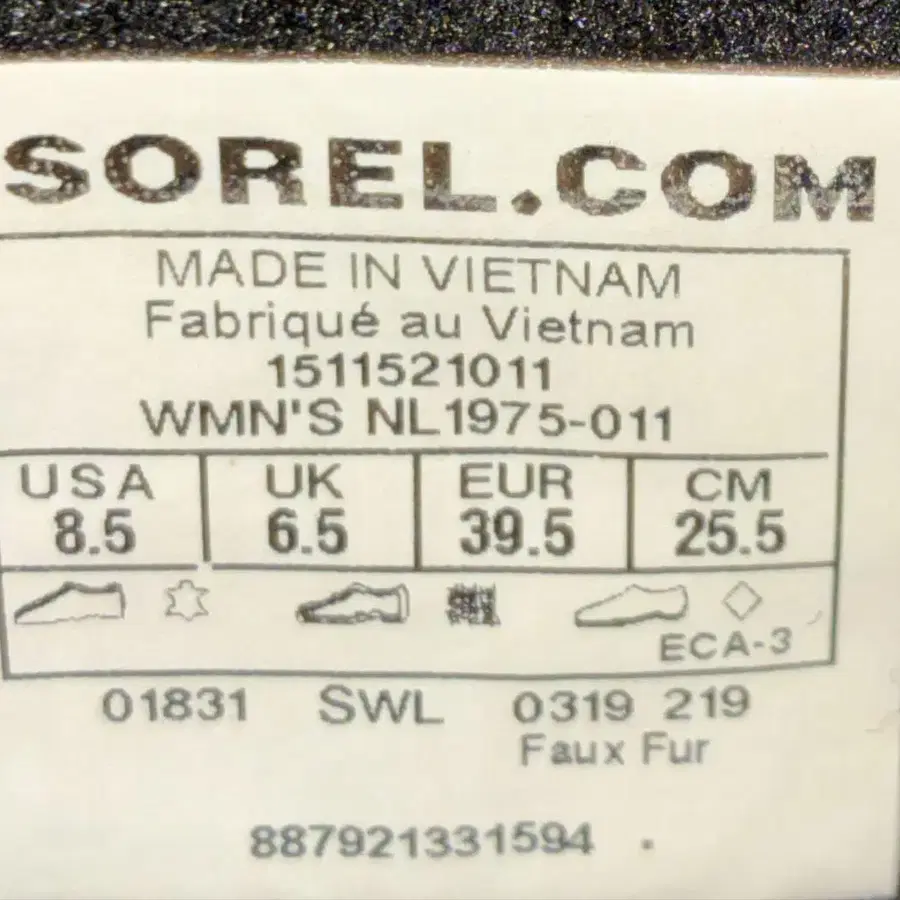 SOREL.COM
MADE IN VIETNAM
Fabriqué au Vietnam
1511521011
WMN'S NL1975-011
USA UK EUR CM
8.5 6.5 39.5 25.5
ECA-3
01831 SWL 0319 219
Faux Fur
887921331594